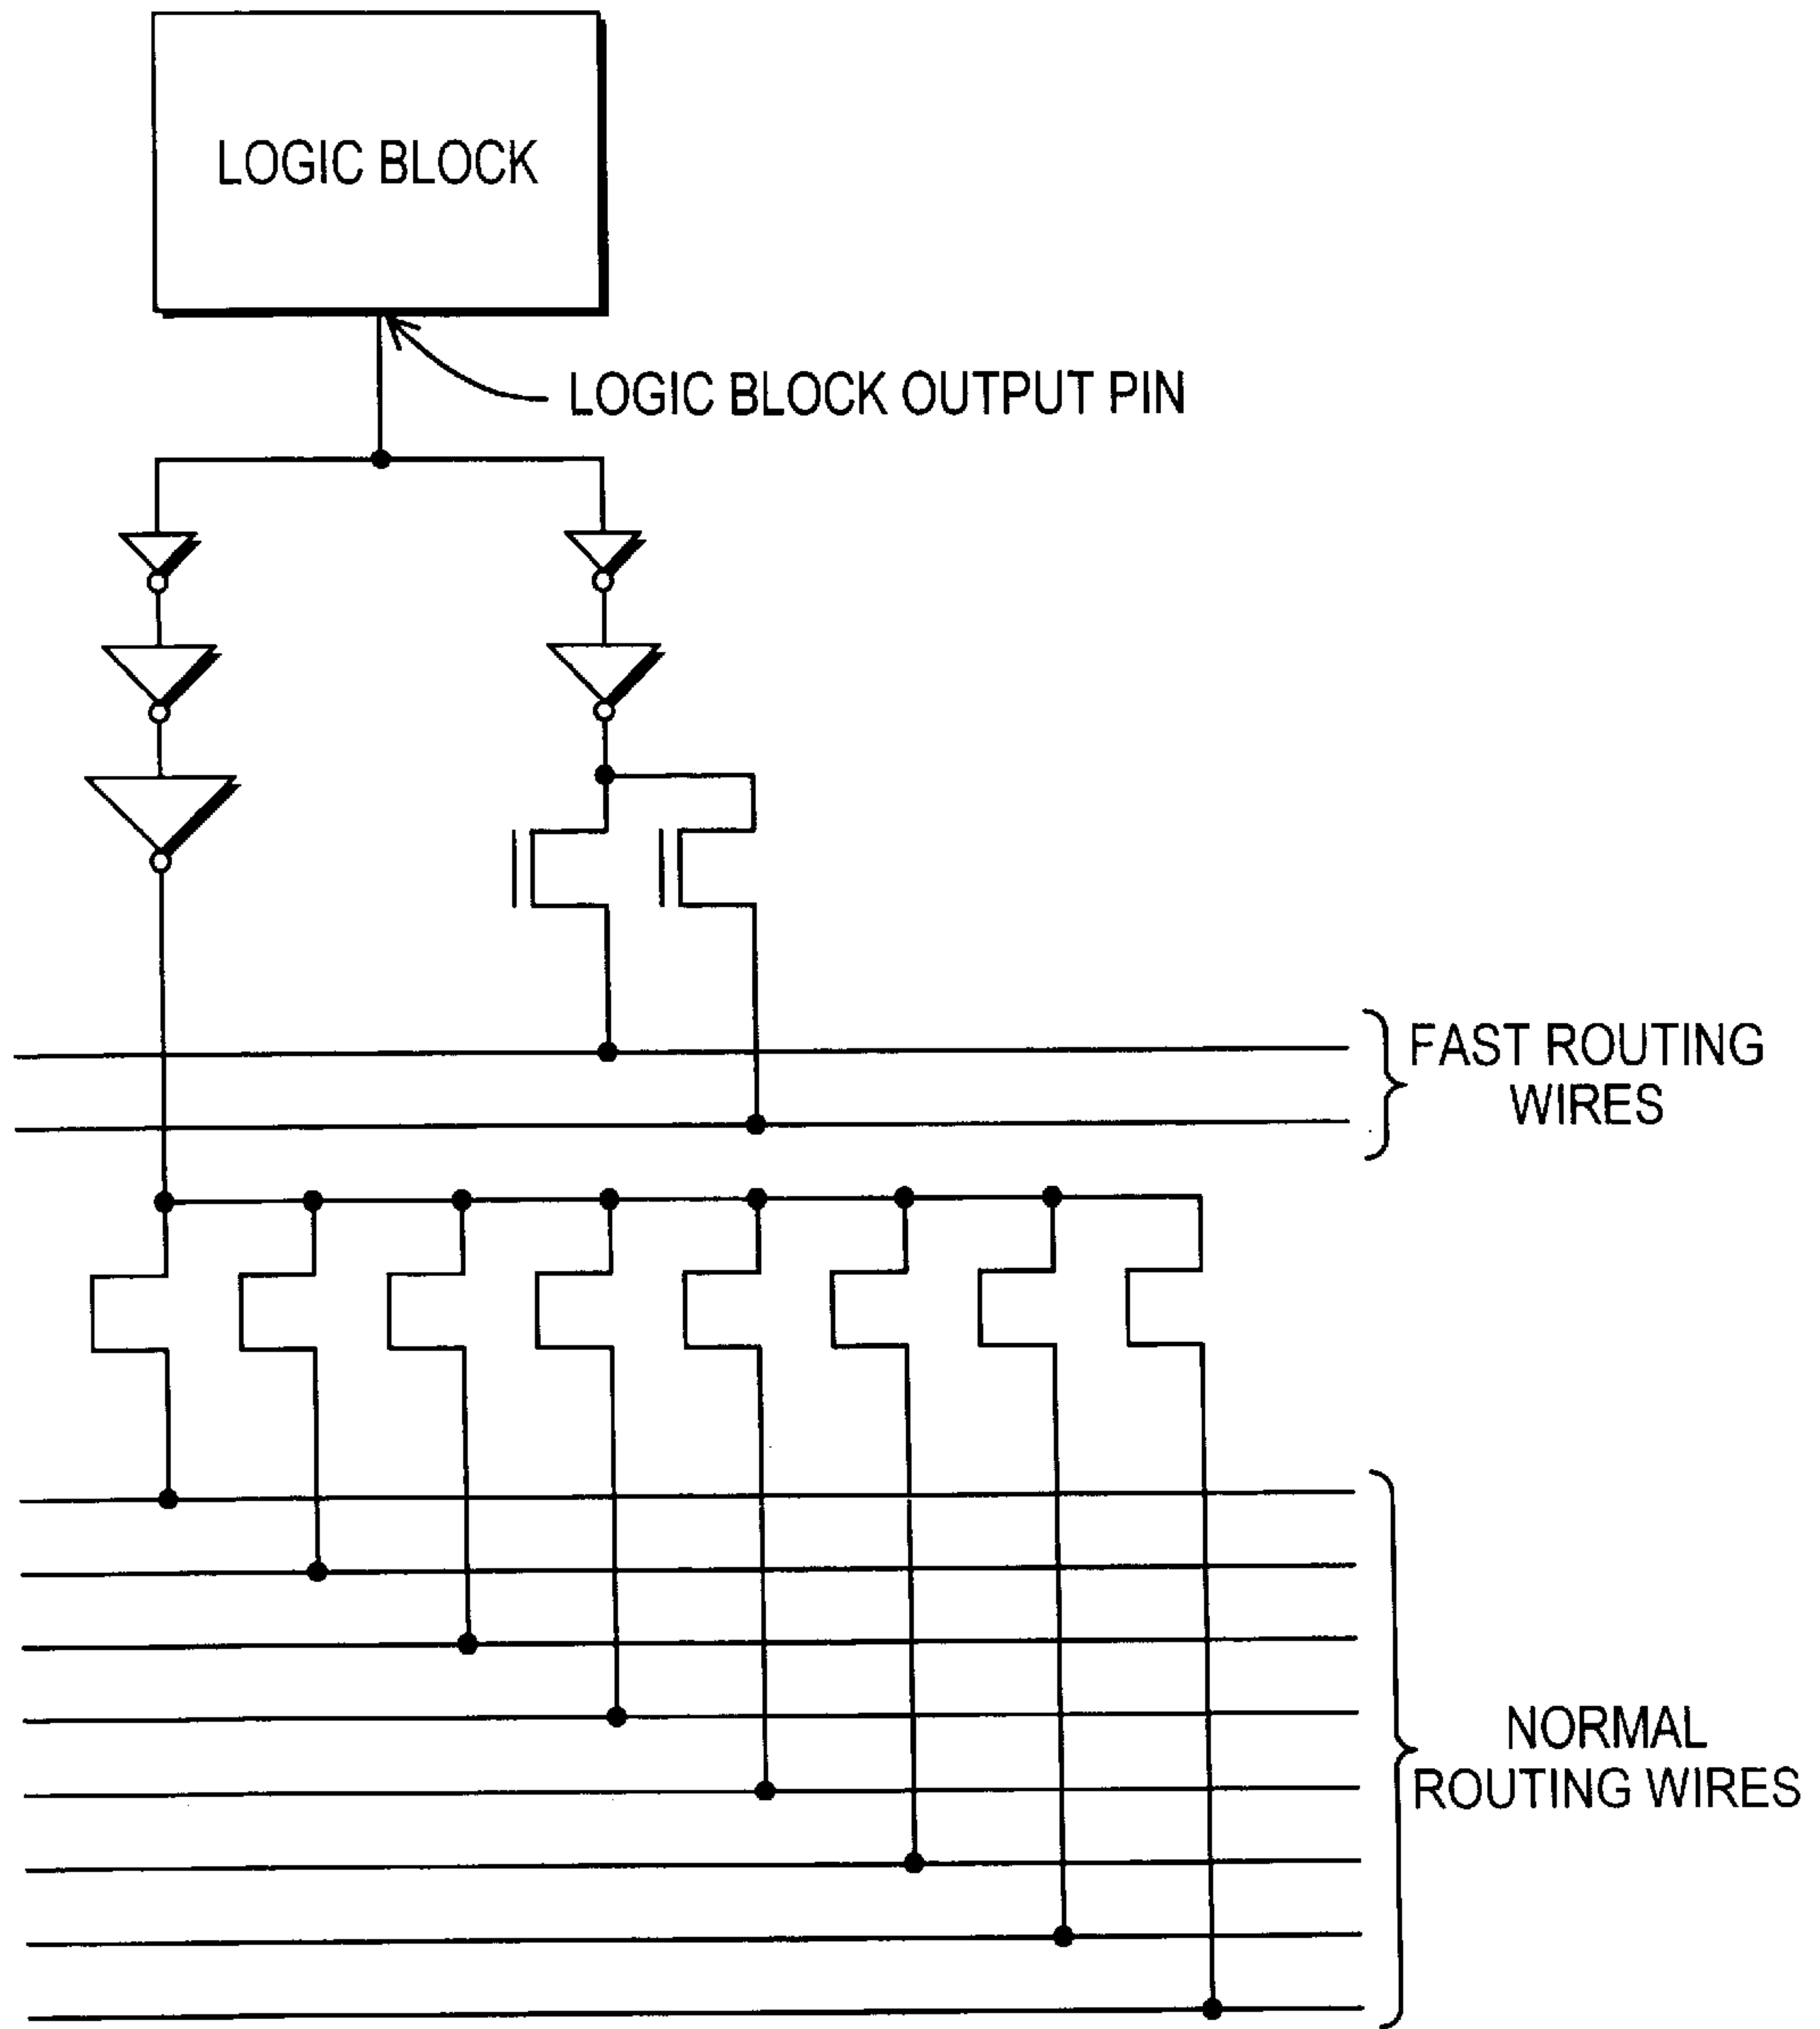 LOGIC BLOCK
LOGIC BLOCK OUTPUT PIN
FAST ROUTING
WIRES
NORMAL
ROUTING WIRES